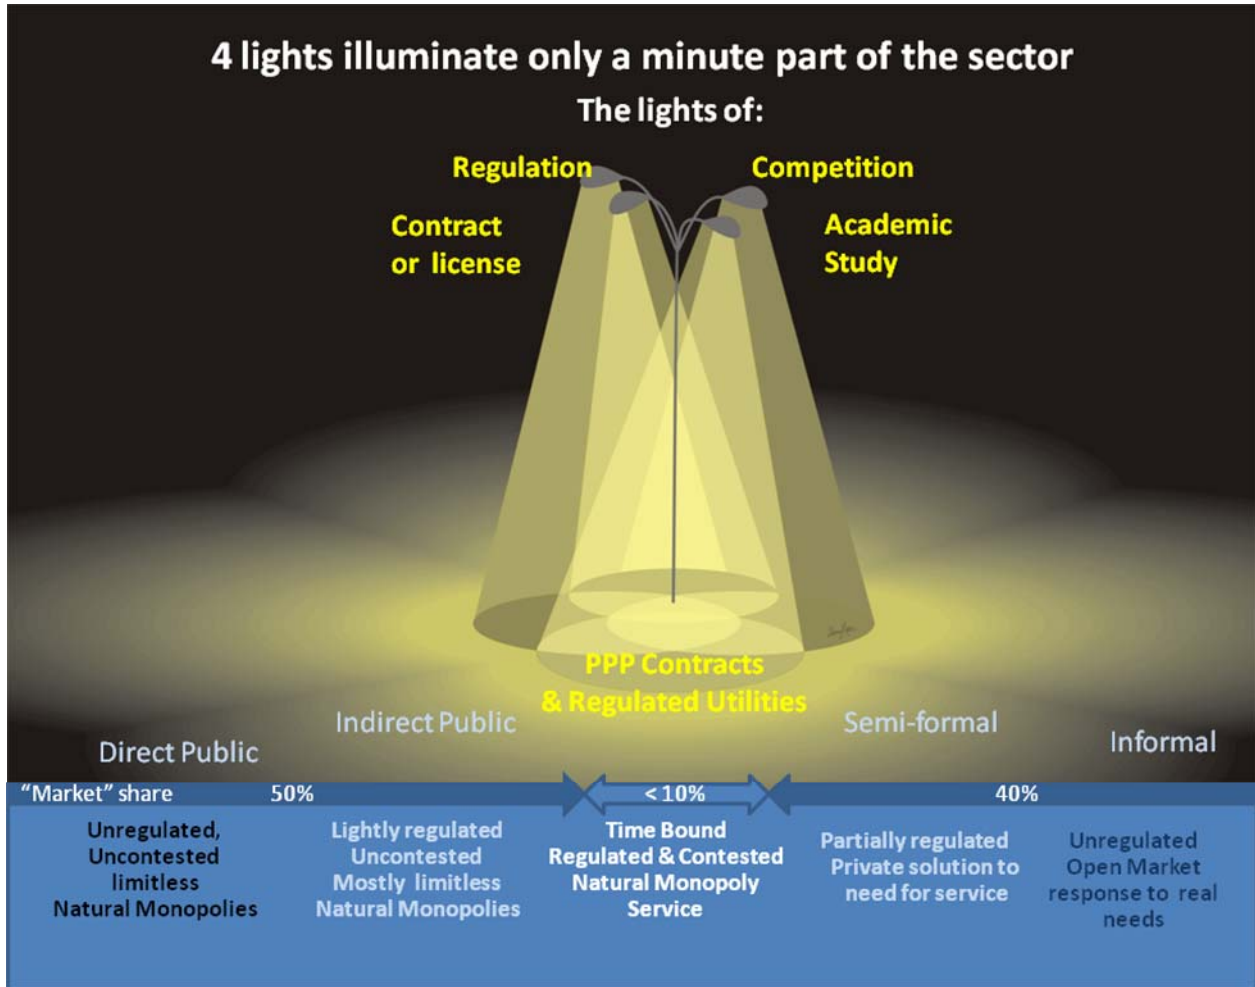 4 lights illuminate only a minute part of the sector
The lights of:
Regulation
Competition
Contract
or license
Academic
Study
PPP Contracts
& Regulated Utilities
Indirect Public
Semi-formal
Direct Public
Informal
“Market” share
50%
< 10%
40%
Unregulated,
Uncontested
limitless
Natural Monopolies
Lightly regulated
Uncontested
Mostly limitless
Natural Monopolies
Time Bound
Regulated & Contested
Natural Monopoly
Service
Partially regulated
Private solution to
need for service
Unregulated
Open Market
response to real
needs